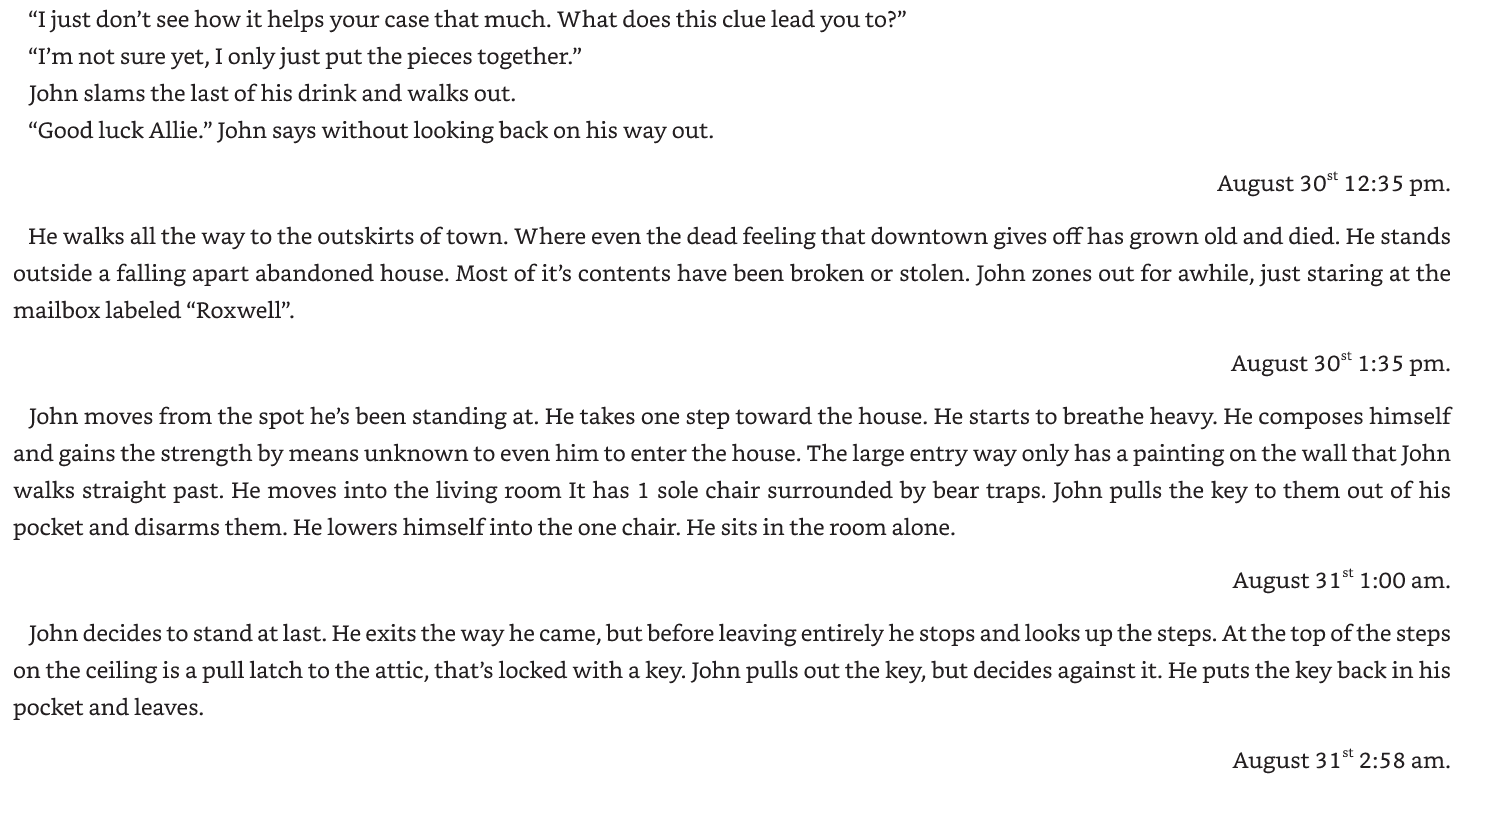 “I just don’t see how it helps your case that much. What does this clue lead you to?”
“I’m not sure yet, I only just put the pieces together.”
John slams the last of his drink and walks out.
“Good luck Allie.” John says without looking back on his way out.
August 30st 12:35 pm.
He walks all the way to the outskirts of town. Where even the dead feeling that downtown gives off has grown old and died. He stands
outside a falling apart abandoned house. Most of it’s contents have been broken or stolen. John zones out for awhile, just staring at the
mailbox labeled “Roxwell”.
August 30st 1:35 pm.
John moves from the spot he’s been standing at. He takes one step toward the house. He starts to breathe heavy. He composes himself
and gains the strength by means unknown to even him to enter the house. The large entry way only has a painting on the wall that John
walks straight past. He moves into the living room It has 1 sole chair surrounded by bear traps. John pulls the key to them out of his
pocket and disarms them. He lowers himself into the one chair. He sits in the room alone.
August 31st 1:00 am.
John decides to stand at last. He exits the way he came, but before leaving entirely he stops and looks up the steps. At the top of the steps
on the ceiling is a pull latch to the attic, that’s locked with a key. John pulls out the key, but decides against it. He puts the key back in his
pocket and leaves.
August 31st 2:58 am.